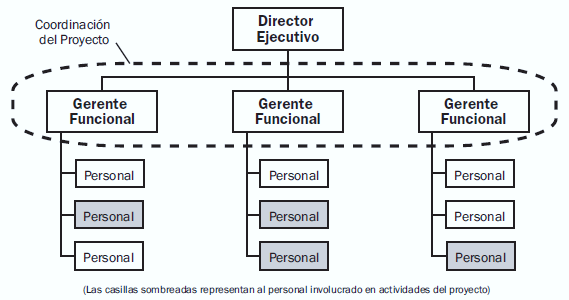 Coordinación
del Proyecto
Director
Ejecutivo
Gerente
Funcional
Gerente
Funcional
Gerente
Funcional
Personal
Personal
Personal
Personal
Personal
Personal
Personal
Personal
Personal
(Las casillas sombreadas representan al personal involucrado en actividades del proyecto)